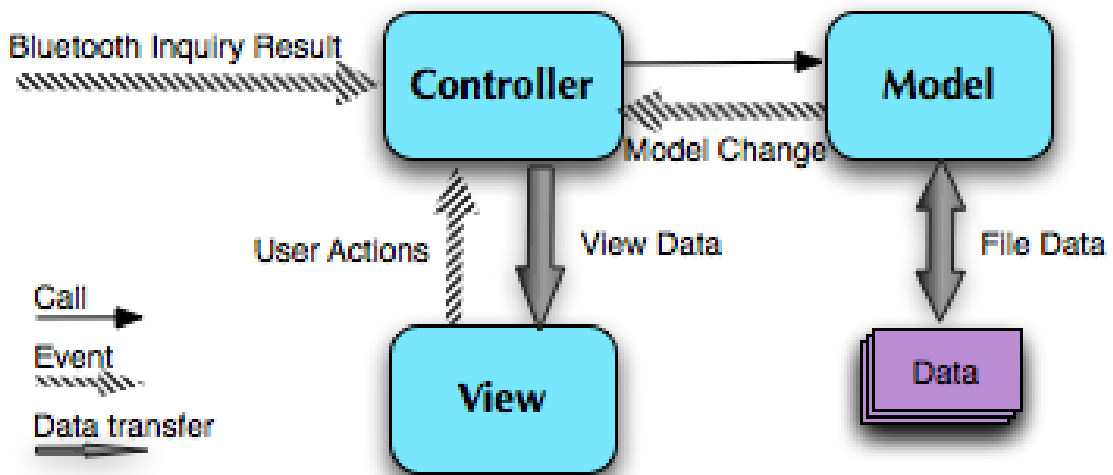 Bluetooth Inquiry Result
Controller
Model
Model Change
User Actions
View Data
File Data
Call
Event
Data transfer
View
Data